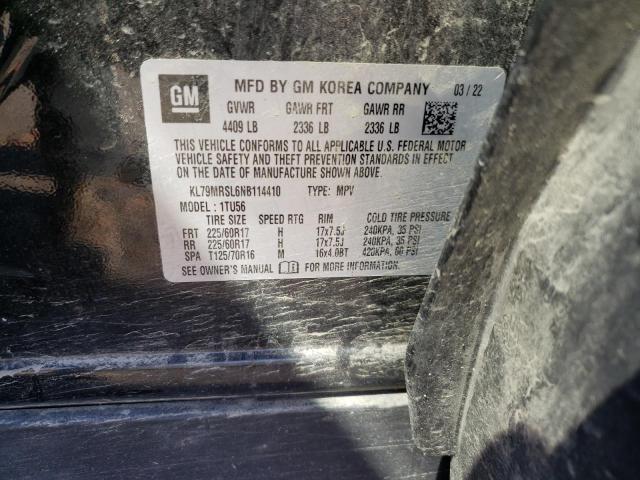 GM MFD BY GM KOREA COMPANY 03/22
GVWR GAWR FRT GAWR RR
4409 LB 2336 LB 2336 LB
THIS VEHICLE CONFORMS TO ALL APPLICABLE U.S. FEDERAL MOTOR
VEHICLE SAFETY AND THEFT PREVENTION STANDARDS IN EFFECT
ON THE DATE OF MANUFACTURE SHOWN ABOVE.
KL79MRSL6NB114410 TYPE: MPV
MODEL: 1TU56
TIRE SIZE SPEED RTG RIM COLD TIRE PRESSURE
FRT 225/60R17 H 17x7.5J 240KPA, 35 PSI
RR 225/60R17 H 17x7.5J 240KPA, 35 PSI
SPA T125/70R16 M 16x4.0BT 420KPA, 60 PSI
SEE OWNER'S MANUAL FOR MORE INFORMATION.